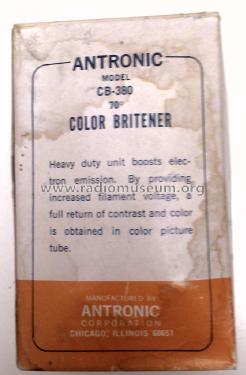 ANTRONIC
MODEL
CB-380
70°
COLOR BRITENER
Heavy duty unit boosts elec-
tron emission. By providing
www.radiomuseum.org
increased filament voltage, a
full return of contrast and color
is obtained in color picture
tube.
MANUFACTURED BY
ANTRONIC
CORPORATION
CHICAGO, ILLINOIS 60651